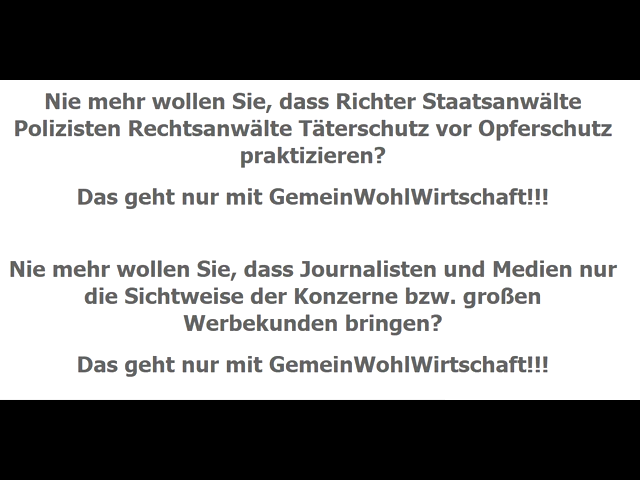 Nie mehr wollen Sie, dass Richter Staatsanwälte
Polizisten Rechtsanwälte Täterschutz vor Opferschutz
praktizieren?
Das geht nur mit GemeinWohlWirtschaft!!!
Nie mehr wollen Sie, dass Journalisten und Medien nur
die Sichtweise der Konzerne bzw. großen
Werbekunden bringen?
Das geht nur mit GemeinWohlWirtschaft!!!